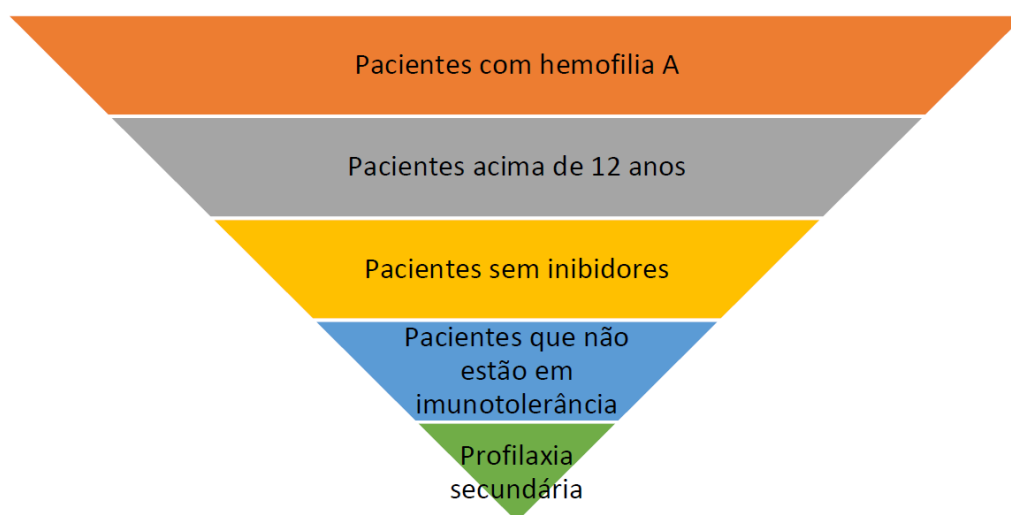 Pacientes com hemofilia A
Pacientes acima de 12 anos
Pacientes sem inibidores
Pacientes que não
estão em
imunotolerância
Profilaxia
secundária